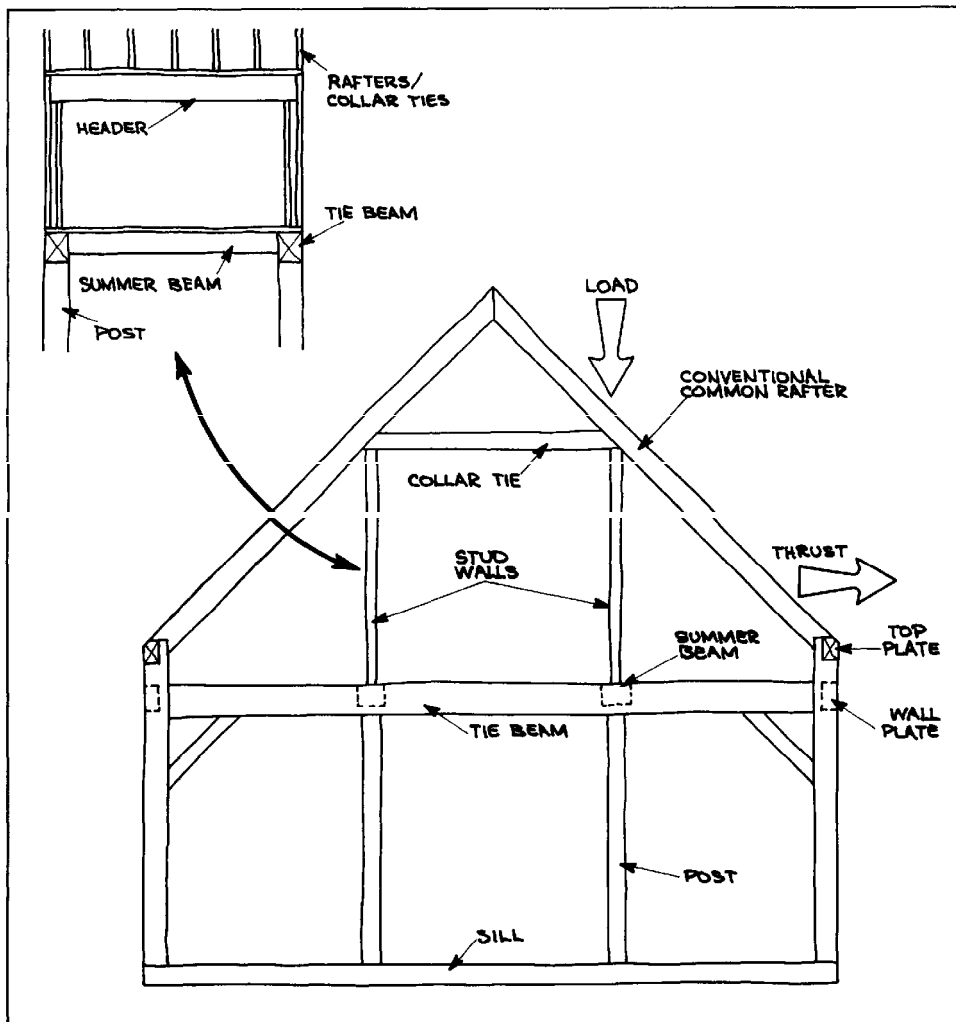 RAFTERS/
COLLAR TIES
HEADER
TIE BEAM
SUMMER BEAM
POST
LOAD
CONVENTIONAL
COMMON RAFTER
COLLAR TIE
THRUST
STUD
WALLS
TOP
PLATE
SUMMER
BEAM
WALL
PLATE
TIE BEAM
POST
SILL